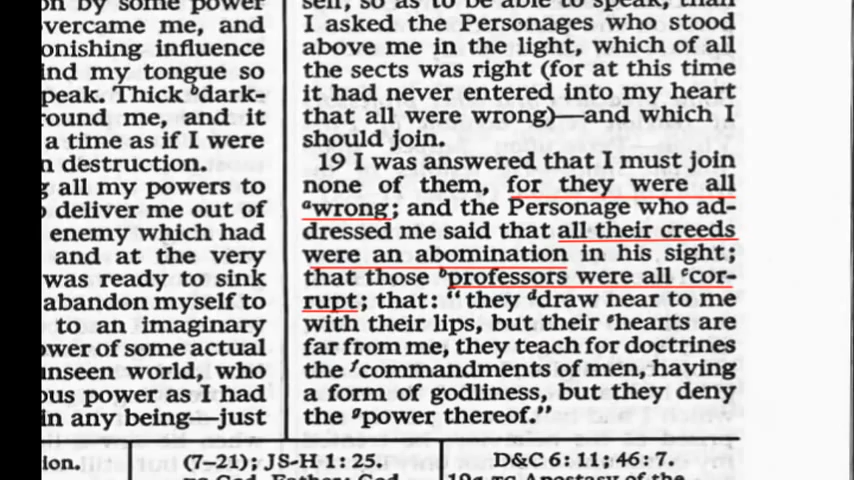 on by some power
vercame me, and
onishing influence
ind my tongue so
peak. Thick ᵇdark-
round me, and it
a time as if I were
n destruction.
g all my powers to
deliver me out of
enemy which had
and at the very
was ready to sink
abandon myself to
to an imaginary
ower of some actual
unseen world, who
ous power as I had
in any being—just
self, so as to be able to speak, than
I asked the Personages who stood
above me in the light, which of all
the sects was right (for at this time
it had never entered into my heart
that all were wrong)—and which I
should join.
19 I was answered that I must join
none of them, for they were all
ᵃwrong; and the Personage who ad-
dressed me said that all their creeds
were an abomination in his sight;
that those ᵇprofessors were all ᶜcor-
rupt; that: “they ᵈdraw near to me
with their lips, but their ᵉhearts are
far from me, they teach for doctrines
the ᶠcommandments of men, having
a form of godliness, but they deny
the ᵍpower thereof.”
ion.
(7–21); JS-H 1: 25.
D&C 6: 11; 46: 7.